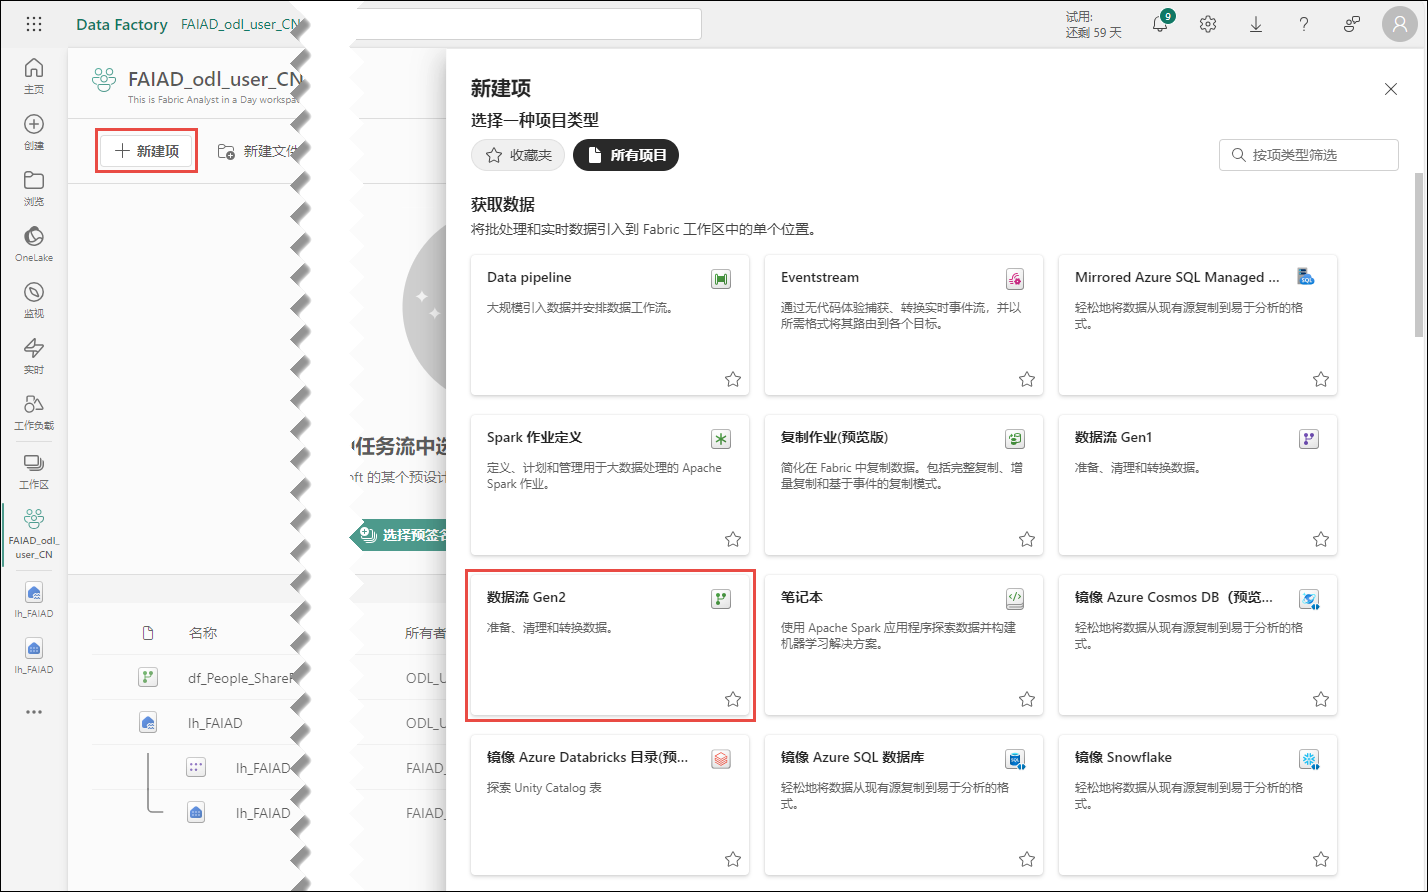 Data Factory
FAIAD_odl_user_CN
试用:
还剩 59 天
9
主页
创建
浏览
OneLake
监视
实时
工作负载
工作区
FAIAD_odl_
user_CN
lh_FAIAD
lh_FAIAD
FAIAD_odl_user_CN
This is Fabric Analyst in a Day workspa
新建项
新建文件
任务流中选
oft 的某个预设计
选择预签名
名称
所有者
df_People_ShareP
ODL_U
lh_FAIAD
ODL_U
lh_FAIAD
FAIAD_
lh_FAIAD
FAIAD_
新建项
选择一种项目类型
收藏夹
所有项目
按项类型筛选
获取数据
将批处理和实时数据引入到 Fabric 工作区中的单个位置。
Data pipeline
大规模引入数据并安排数据工作流。
Eventstream
通过无代码体验捕获、转换实时事件流，并以
所需格式将其路由到各个目标。
Mirrored Azure SQL Managed ...
轻松地将数据从现有源复制到易于分析的格
式。
Spark 作业定义
定义、计划和管理用于大数据处理的 Apache
Spark 作业。
复制作业(预览版)
简化在 Fabric 中复制数据。包括完整复制、增
量复制和基于事件的复制模式。
数据流 Gen1
准备、清理和转换数据。
数据流 Gen2
准备、清理和转换数据。
笔记本
使用 Apache Spark 应用程序探索数据并构建
机器学习解决方案。
镜像 Azure Cosmos DB（预览...
轻松地将数据从现有源复制到易于分析的格
式。
镜像 Azure Databricks 目录(预...
探索 Unity Catalog 表
镜像 Azure SQL 数据库
轻松地将数据从现有源复制到易于分析的格
式。
镜像 Snowflake
轻松地将数据从现有源复制到易于分析的格
式。